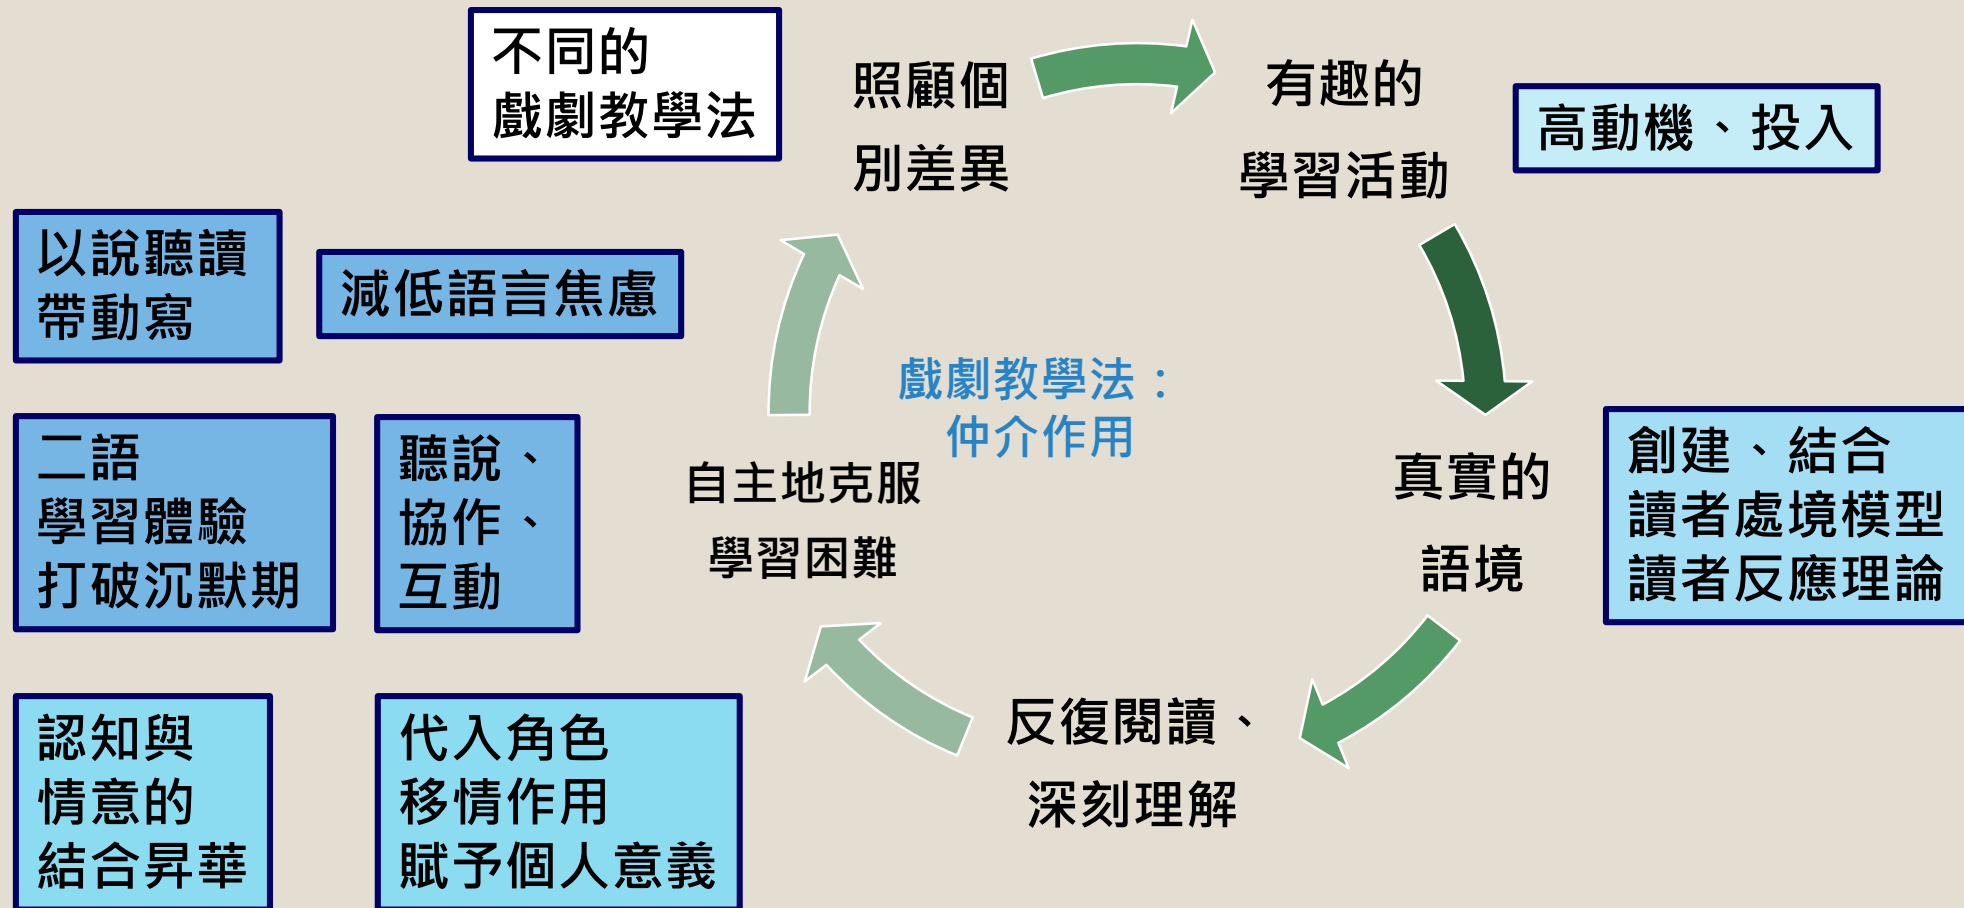 不同的
戲劇教學法
照顧個
別差異
有趣的
學習活動
高動機、投入
以說聽讀
帶動寫
減低語言焦慮
戲劇教學法：
仲介作用
二語
學習體驗
打破沉默期
聽說、
協作、
互動
自主地克服
學習困難
真實的
語境
創建、結合
讀者處境模型
讀者反應理論
反復閱讀、
深刻理解
認知與
情意的
結合昇華
代入角色
移情作用
賦予個人意義